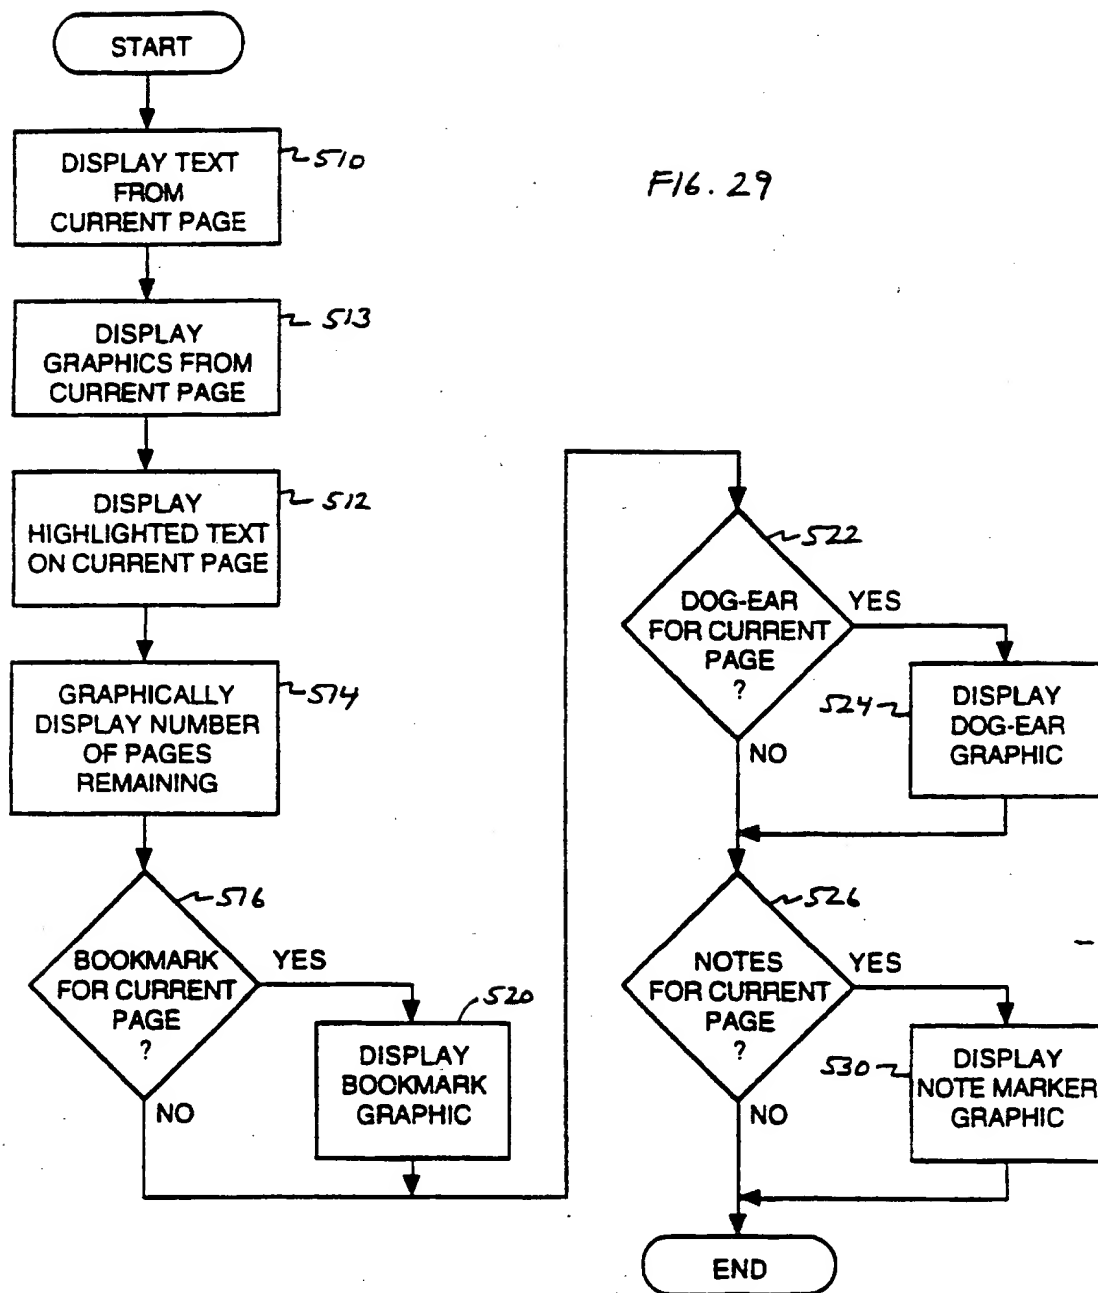 START
DISPLAY TEXT
FROM
CURRENT PAGE
510
FIG. 29
DISPLAY
GRAPHICS FROM
CURRENT PAGE
513
DISPLAY
HIGHLIGHTED TEXT
ON CURRENT PAGE
512
GRAPHICALLY
DISPLAY NUMBER
OF PAGES
REMAINING
514
BOOKMARK
FOR CURRENT
PAGE
?
516
YES
NO
DISPLAY
BOOKMARK
GRAPHIC
520
DOG-EAR
FOR CURRENT
PAGE
?
522
YES
NO
DISPLAY
DOG-EAR
GRAPHIC
524
NOTES
FOR CURRENT
PAGE
?
526
YES
NO
DISPLAY
NOTE MARKER
GRAPHIC
530
END